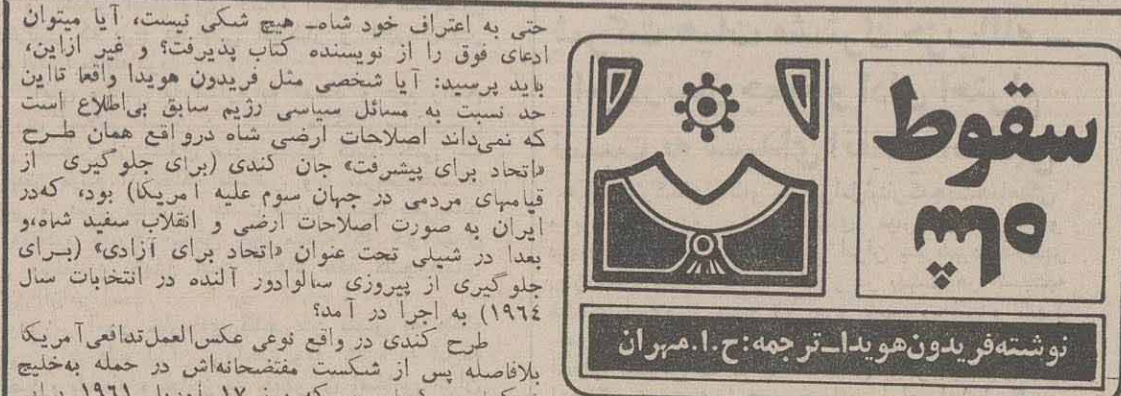 سقوط
شاه
نوشته فریدون هویدا ـ ترجمه: ح.ا.مهران
حتی به اعتراف خود شاه ـ هیچ شکی نیست، آیا میتوان
ادعای فوق را از نویسنده کتاب پذیرفت؟ و غیر ازاین،
باید پرسید: آیا شخصی مثل فریدون هویدا واقعا تااین
حد نسبت به مسائل سیاسی رژیم سابق بی‌اطلاع است
که نمی‌داند اصلاحات ارضی شاه درواقع همان طرح
«اتحاد برای پیشرفت» جان کندی (برای جلوگیری از
قیامهای مردمی در جهان سوم علیه آمریکا) بود، که‌در
ایران به صورت اصلاحات ارضی و انقلاب سفید شاه،و
بعدا در شیلی تحت عنوان «اتحاد برای آزادی» (برای
جلوگیری از پیروزی سالوادور آلنده در انتخابات سال
۱۹٦٤) به اجرا در آمد؟
طرح کندی در واقع نوعی عکس‌العمل‌تدافعی‌آمریکا
بلافاصله پس از شکست مفتضحانه‌اش در حمله به‌خلیج
۱۷ آوریل ۱۹٦۱